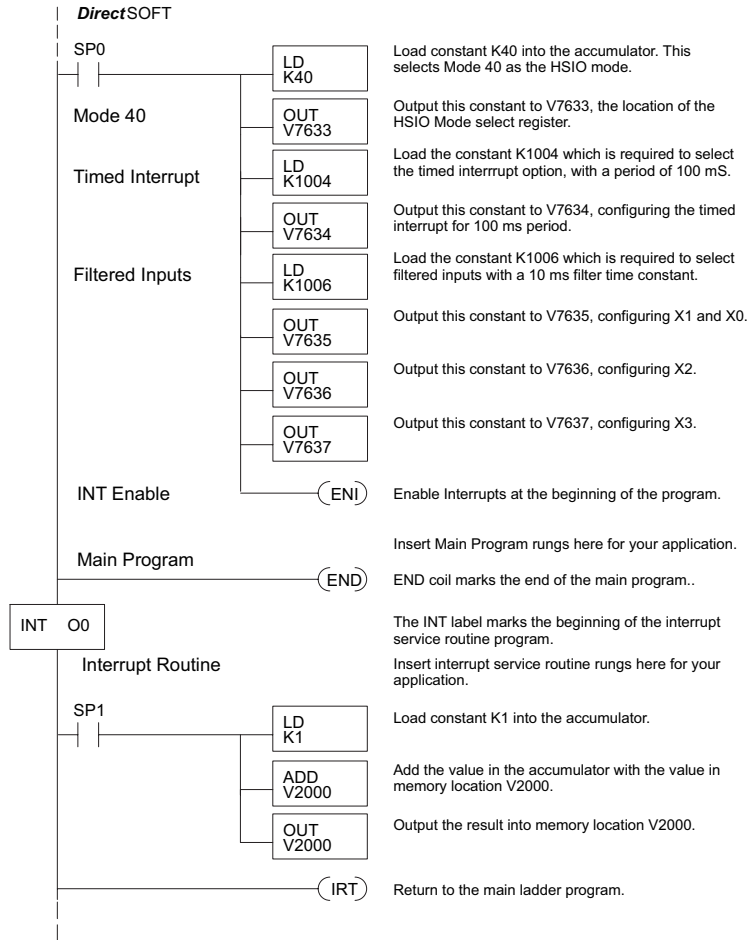 DirectSOFT
SP0
LD
K40
Load constant K40 into the accumulator. This
selects Mode 40 as the HSIO mode.
Mode 40
OUT
V7633
Output this constant to V7633, the location of the
HSIO Mode select register.
Timed Interrupt
LD
K1004
Load the constant K1004 which is required to select
the timed interrrupt option, with a period of 100 mS.
OUT
V7634
Output this constant to V7634, configuring the timed
interrupt for 100 ms period.
Filtered Inputs
LD
K1006
Load the constant K1006 which is required to select
filtered inputs with a 10 ms filter time constant.
OUT
V7635
Output this constant to V7635, configuring X1 and X0.
OUT
V7636
Output this constant to V7636, configuring X2.
OUT
V7637
Output this constant to V7637, configuring X3.
INT Enable
ENI
Enable Interrupts at the beginning of the program.
Insert Main Program rungs here for your application.
Main Program
END
END coil marks the end of the main program..
INT O0
The INT label marks the beginning of the interrupt
service routine program.
Interrupt Routine
Insert interrupt service routine rungs here for your
application.
SP1
LD
K1
Load constant K1 into the accumulator.
ADD
V2000
Add the value in the accumulator with the value in
memory location V2000.
OUT
V2000
Output the result into memory location V2000.
IRT
Return to the main ladder program.